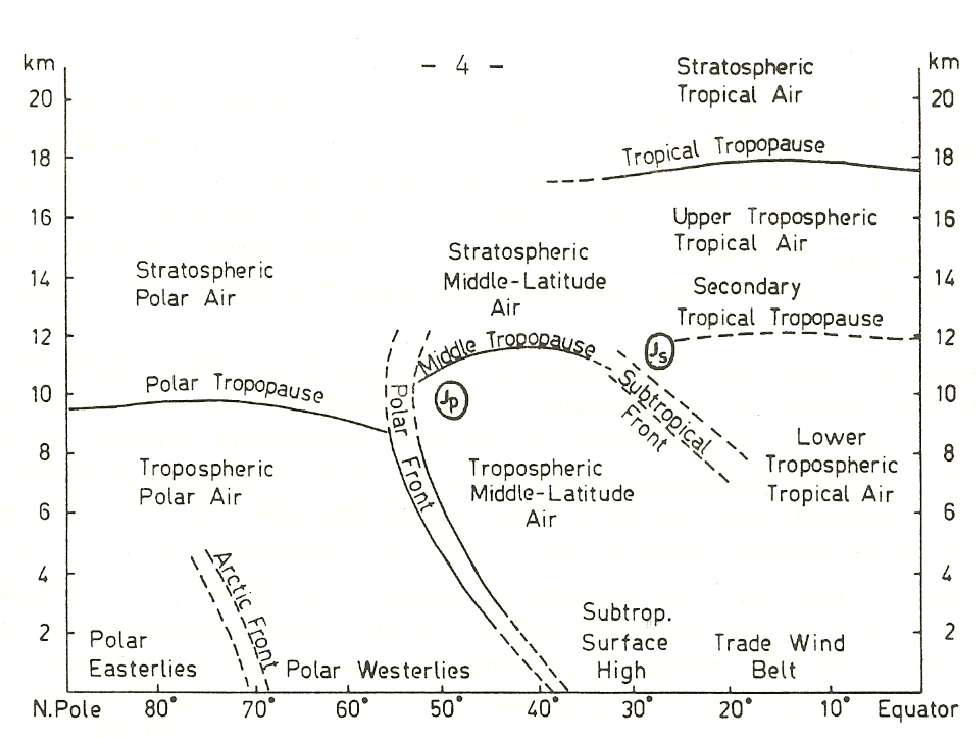 - 4 -
km
km
20
18
16
14
12
10
8
6
4
2
Stratospheric
Tropical Air
Tropical Tropopause
Upper Tropospheric
Tropical Air
Stratospheric
Middle-Latitude
Air
Stratospheric
Polar Air
Secondary
Tropical Tropopause
Middle Tropopause
Js
Jp
Polar Tropopause
Polar Front
Subtropical
Front
Lower
Tropospheric
Tropical Air
Tropospheric
Polar Air
Tropospheric
Middle-Latitude
Air
Arctic Front
Polar
Easterlies
Polar Westerlies
Subtrop.
Surface
High
Trade Wind
Belt
20
18
16
14
12
10
8
6
4
2
N.Pole 80° 70° 60° 50° 40° 30° 20° 10° Equator